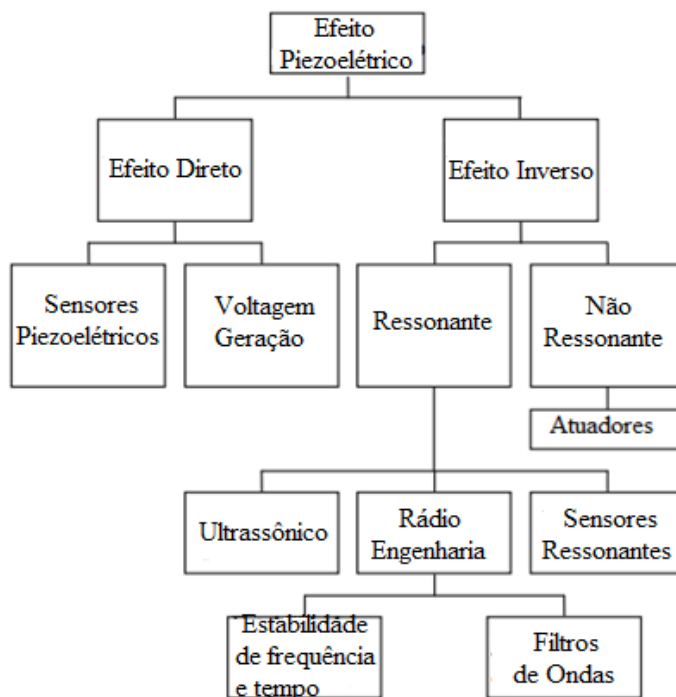 Efeito
Piezoelétrico
Efeito Direto
Efeito Inverso
Sensores
Piezoelétricos
Voltagem
Geração
Ressonante
Não
Ressonante
Atuadores
Ultrassônico
Rádio
Engenharia
Sensores
Ressonantes
Estabilidade
de frequência
e tempo
Filtros
de Ondas